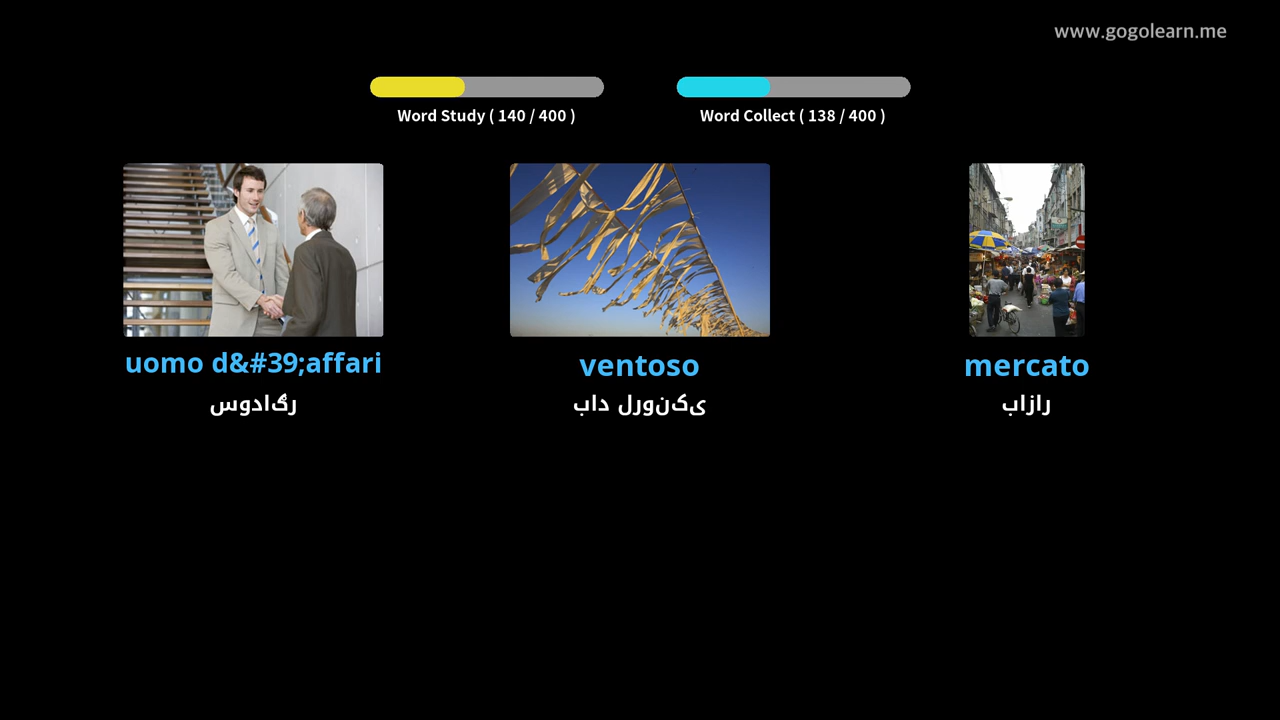 www.gogolearn.me
Word Study ( 140 / 400 )
Word Collect ( 138 / 400 )
uomo d&#39;affari
ventoso
mercato
رگادوس
یکنورل داب
رازاب